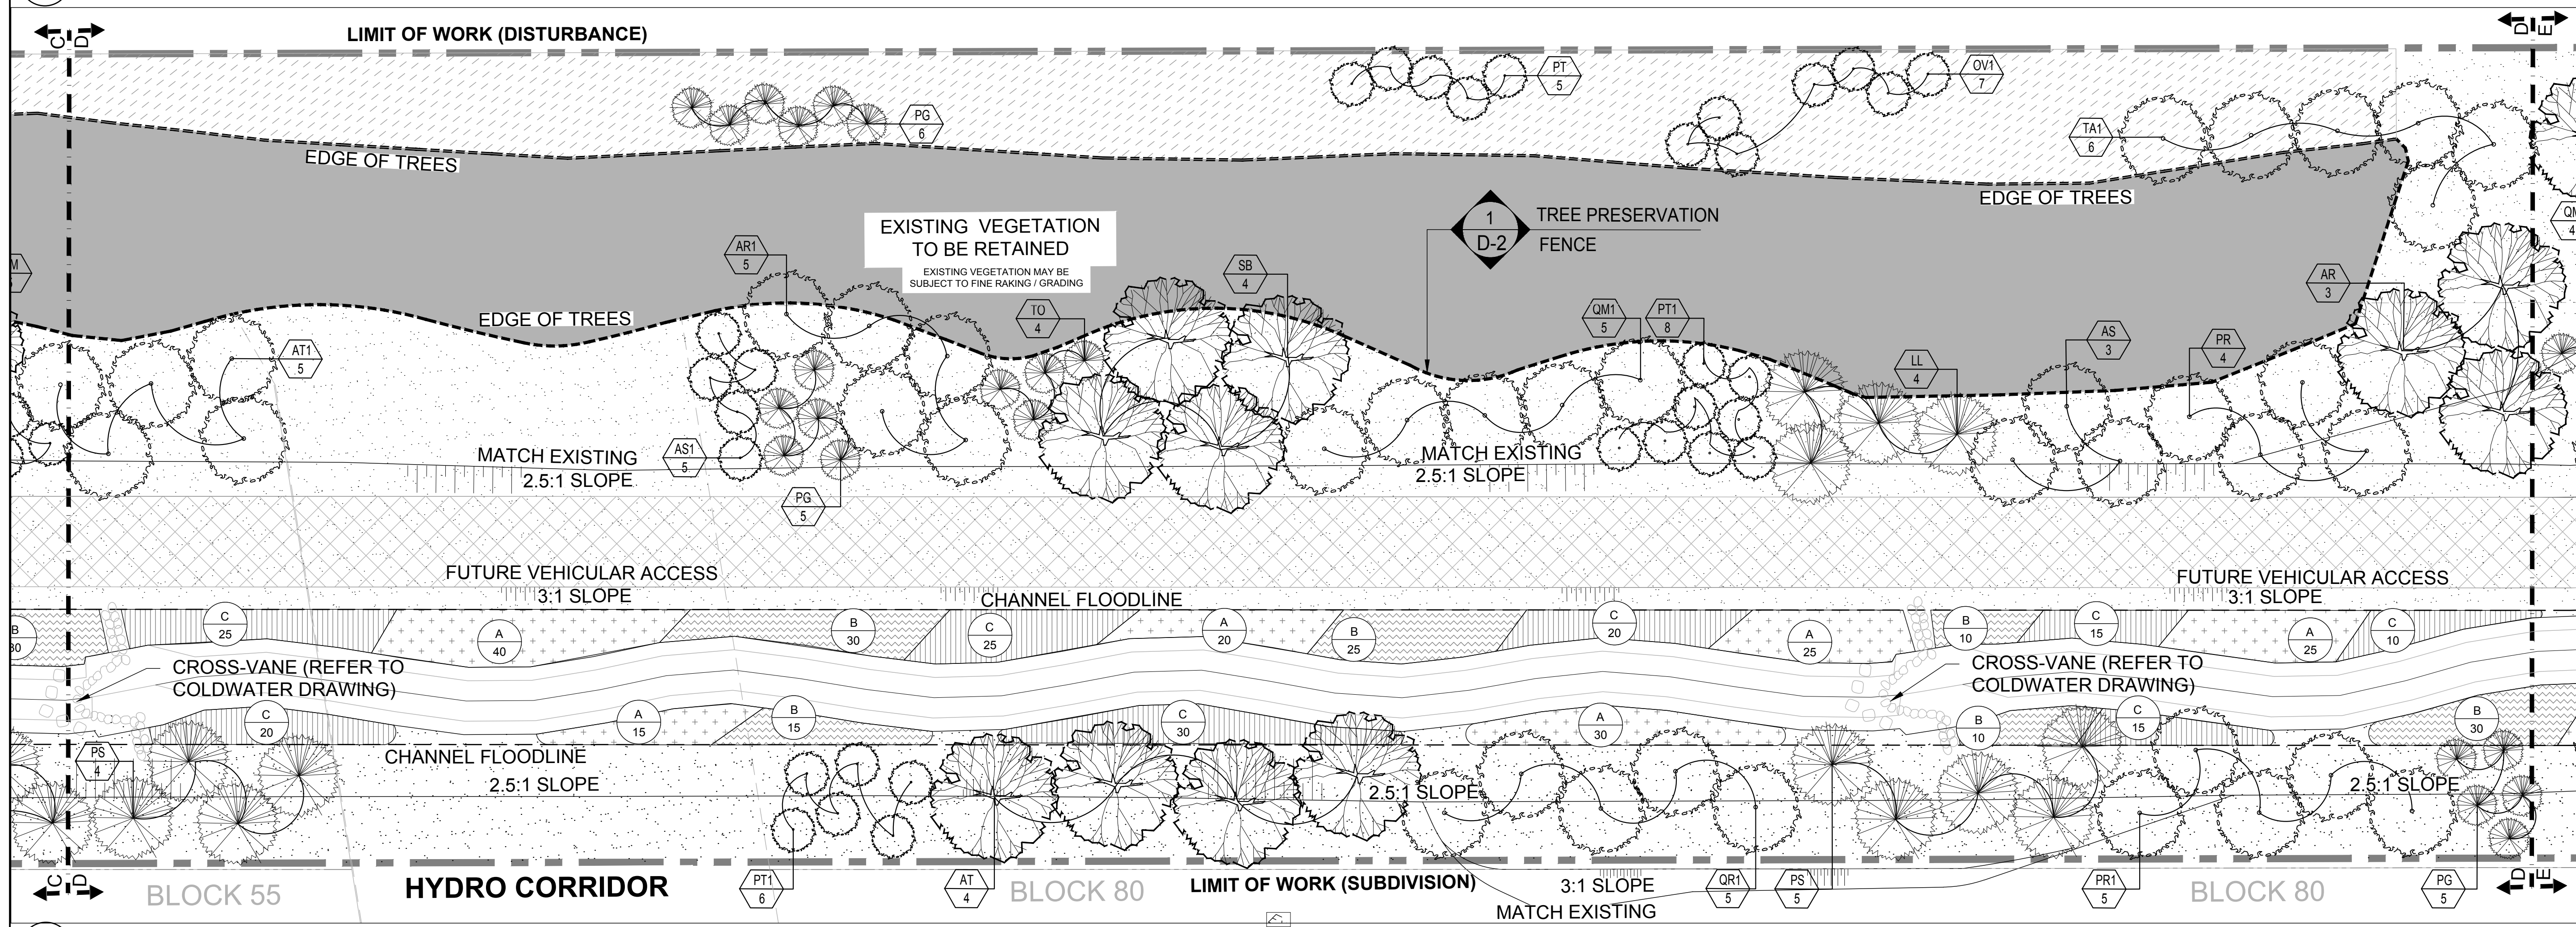 C D
LIMIT OF WORK (DISTURBANCE)
D E
PT
5
OV1
7
PG
6
TA1
6
EDGE OF TREES
EDGE OF TREES
EXISTING VEGETATION
TO BE RETAINED
EXISTING VEGETATION MAY BE
SUBJECT TO FINE RAKING / GRADING
1
D-2
TREE PRESERVATION
FENCE
QM
4
M
AR1
5
SB
4
AR
3
EDGE OF TREES
TO
4
QM1
5
PT1
8
AT1
5
AS
3
PR
4
LL
4
AS1
5
MATCH EXISTING
2.5:1 SLOPE
MATCH EXISTING
2.5:1 SLOPE
PG
5
FUTURE VEHICULAR ACCESS
3:1 SLOPE
CHANNEL FLOODLINE
FUTURE VEHICULAR ACCESS
3:1 SLOPE
B
30
C
25
A
40
B
30
C
25
A
20
B
25
C
20
A
25
B
10
C
15
A
25
C
10
CROSS-VANE (REFER TO
COLDWATER DRAWING)
CROSS-VANE (REFER TO
COLDWATER DRAWING)
C
20
A
15
B
15
C
30
A
30
B
10
C
15
B
30
PS
4
CHANNEL FLOODLINE
2.5:1 SLOPE
2.5:1 SLOPE
2.5:1 SLOPE
C D
BLOCK 55
HYDRO CORRIDOR
PT1
6
AT
4
BLOCK 80
LIMIT OF WORK (SUBDIVISION)
3:1 SLOPE
MATCH EXISTING
QR1
5
PS
5
PR1
5
BLOCK 80
PG
5
D E